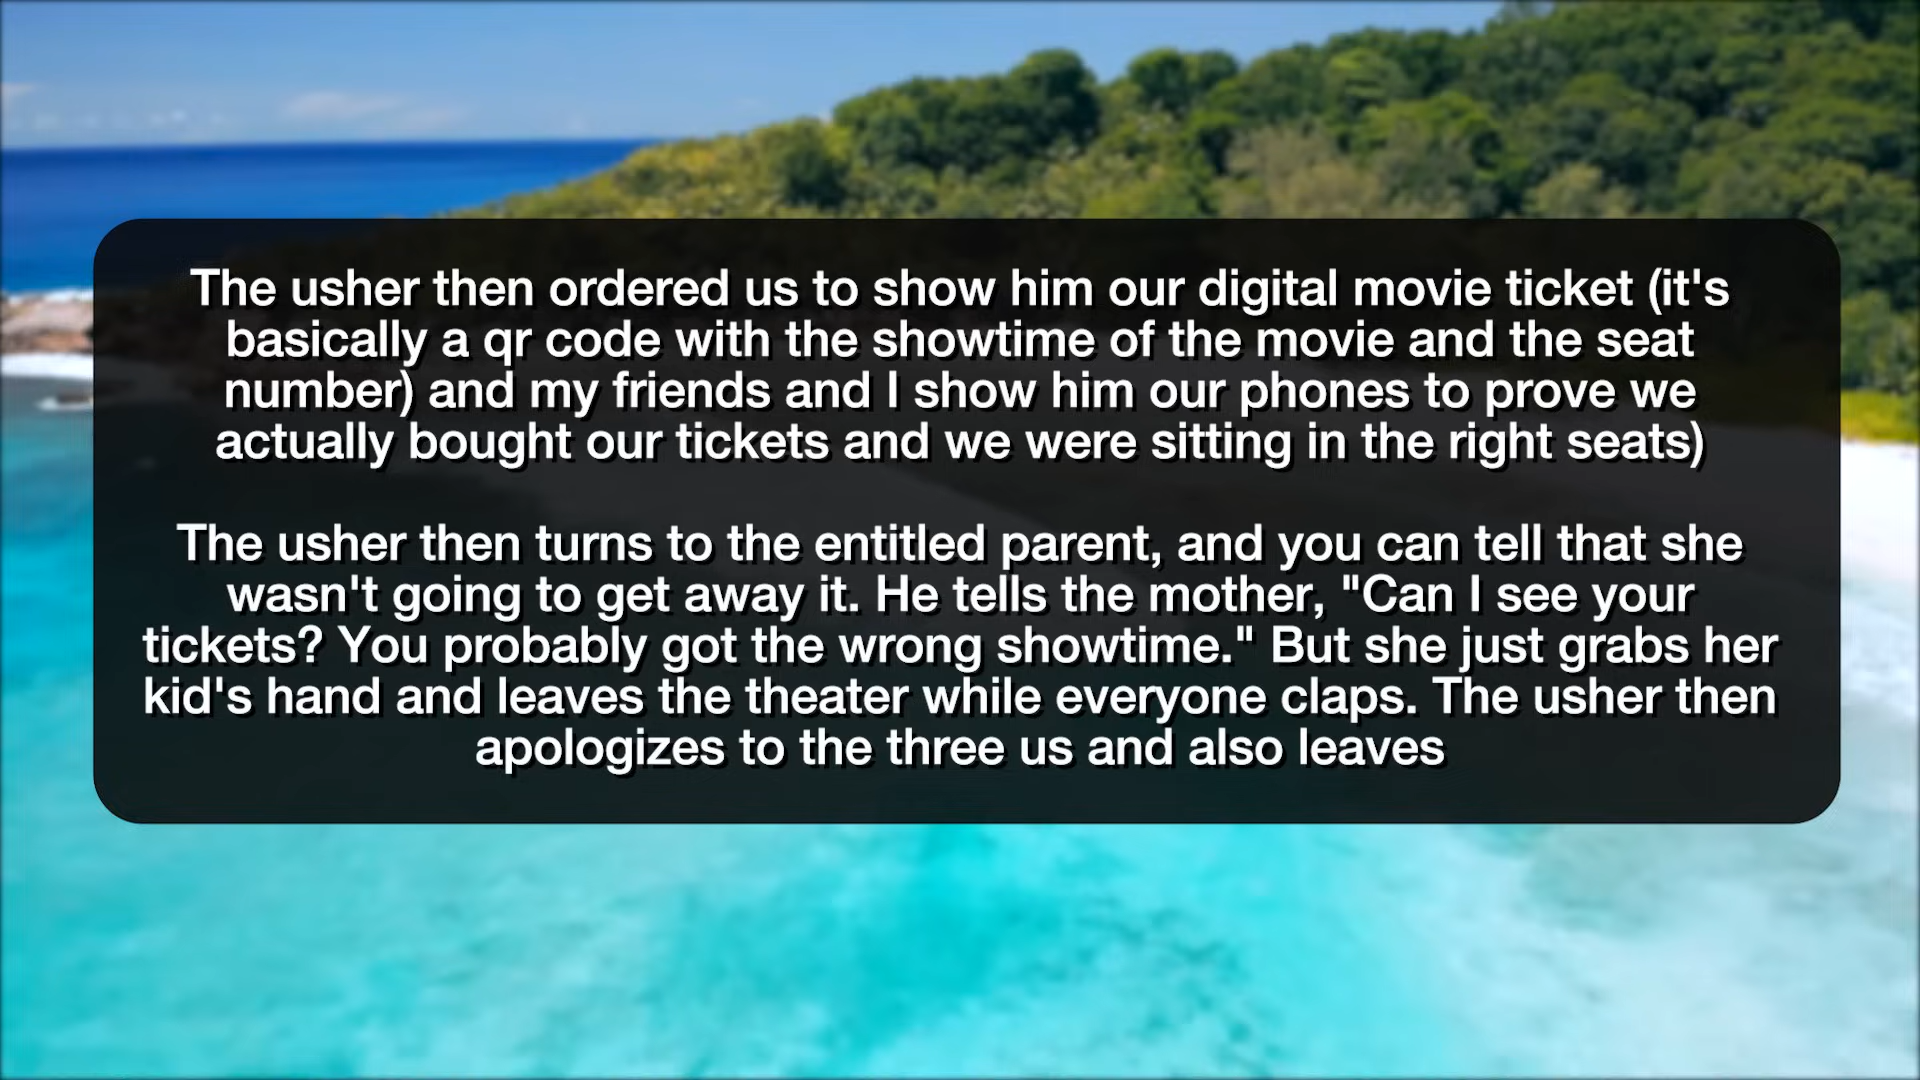 The usher then ordered us to show him our digital movie ticket (it's
basically a qr code with the showtime of the movie and the seat
number) and my friends and I show him our phones to prove we
actually bought our tickets and we were sitting in the right seats)
The usher then turns to the entitled parent, and you can tell that she
wasn't going to get away it. He tells the mother, "Can I see your
tickets? You probably got the wrong showtime." But she just grabs her
kid's hand and leaves the theater while everyone claps. The usher then
apologizes to the three us and also leaves